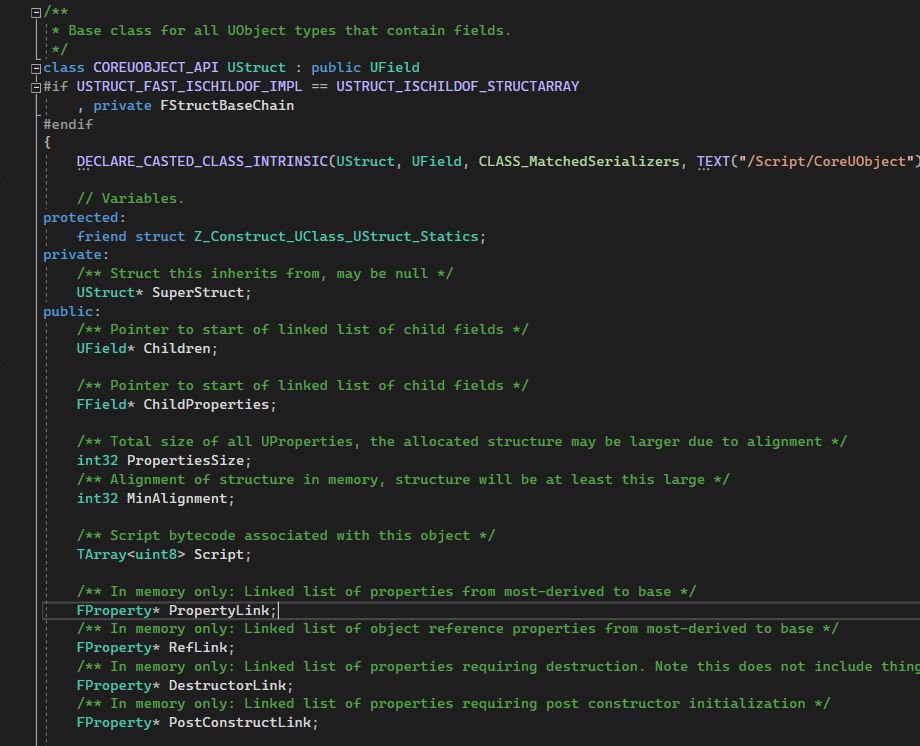 /**
* Base class for all UObject types that contain fields.
*/
class COREUOBJECT_API UStruct : public UField
#if USTRUCT_FAST_ISCHILDOF_IMPL == USTRUCT_ISCHILDOF_STRUCTARRAY
, private FStructBaseChain
#endif
{
DECLARE_CASTED_CLASS_INTRINSIC(UStruct, UField, CLASS_MatchedSerializers, TEXT("/Script/CoreUObject")
// Variables.
protected:
friend struct Z_Construct_UClass_UStruct_Statics;
private:
/** Struct this inherits from, may be null */
UStruct* SuperStruct;
public:
/** Pointer to start of linked list of child fields */
UField* Children;
/** Pointer to start of linked list of child fields */
FField* ChildProperties;
/** Total size of all UProperties, the allocated structure may be larger due to alignment */
int32 PropertiesSize;
/** Alignment of structure in memory, structure will be at least this large */
int32 MinAlignment;
/** Script bytecode associated with this object */
TArray<uint8> Script;
/** In memory only: Linked list of properties from most-derived to base */
FProperty* PropertyLink;
/** In memory only: Linked list of object reference properties from most-derived to base */
FProperty* RefLink;
/** In memory only: Linked list of properties requiring destruction. Note this does not include thing
FProperty* DestructorLink;
/** In memory only: Linked list of properties requiring post constructor initialization */
FProperty* PostConstructLink;